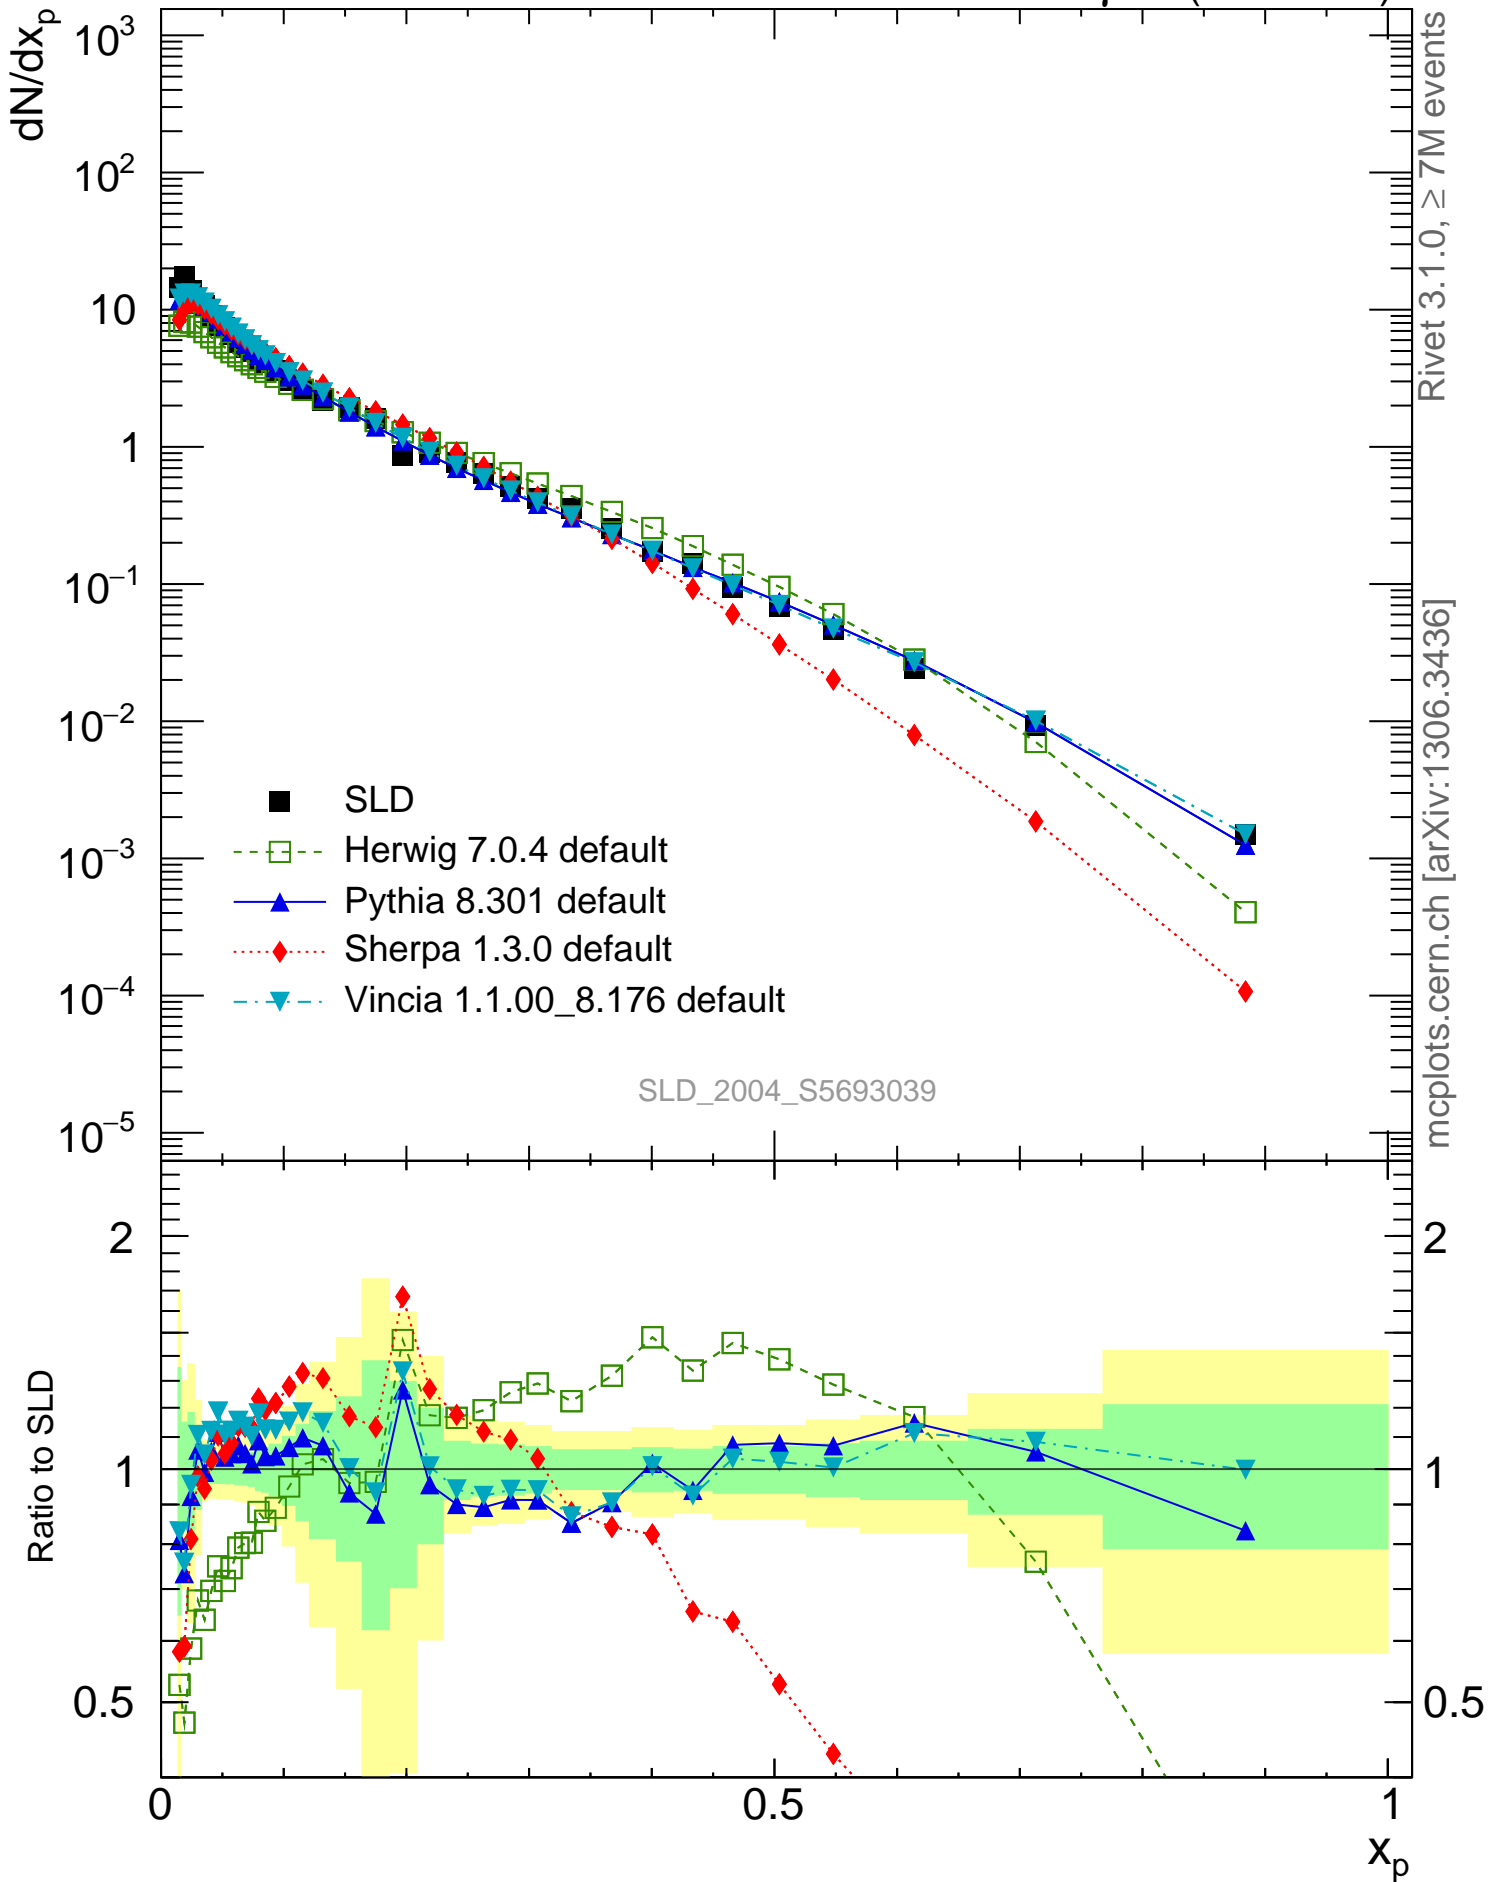 dN/dxp
10^3
10^2
10
1
10^−1
10^−2
10^−3
10^−4
10^−5
SLD
Herwig 7.0.4 default
Pythia 8.301 default
Sherpa 1.3.0 default
Vincia 1.1.00_8.176 default
SLD_2004_S5693039
Rivet 3.1.0, ≥ 7M events
mcplots.cern.ch [arXiv:1306.3436]
Ratio to SLD
2
1
0.5
2
1
0.5
0
0.5
1
xp